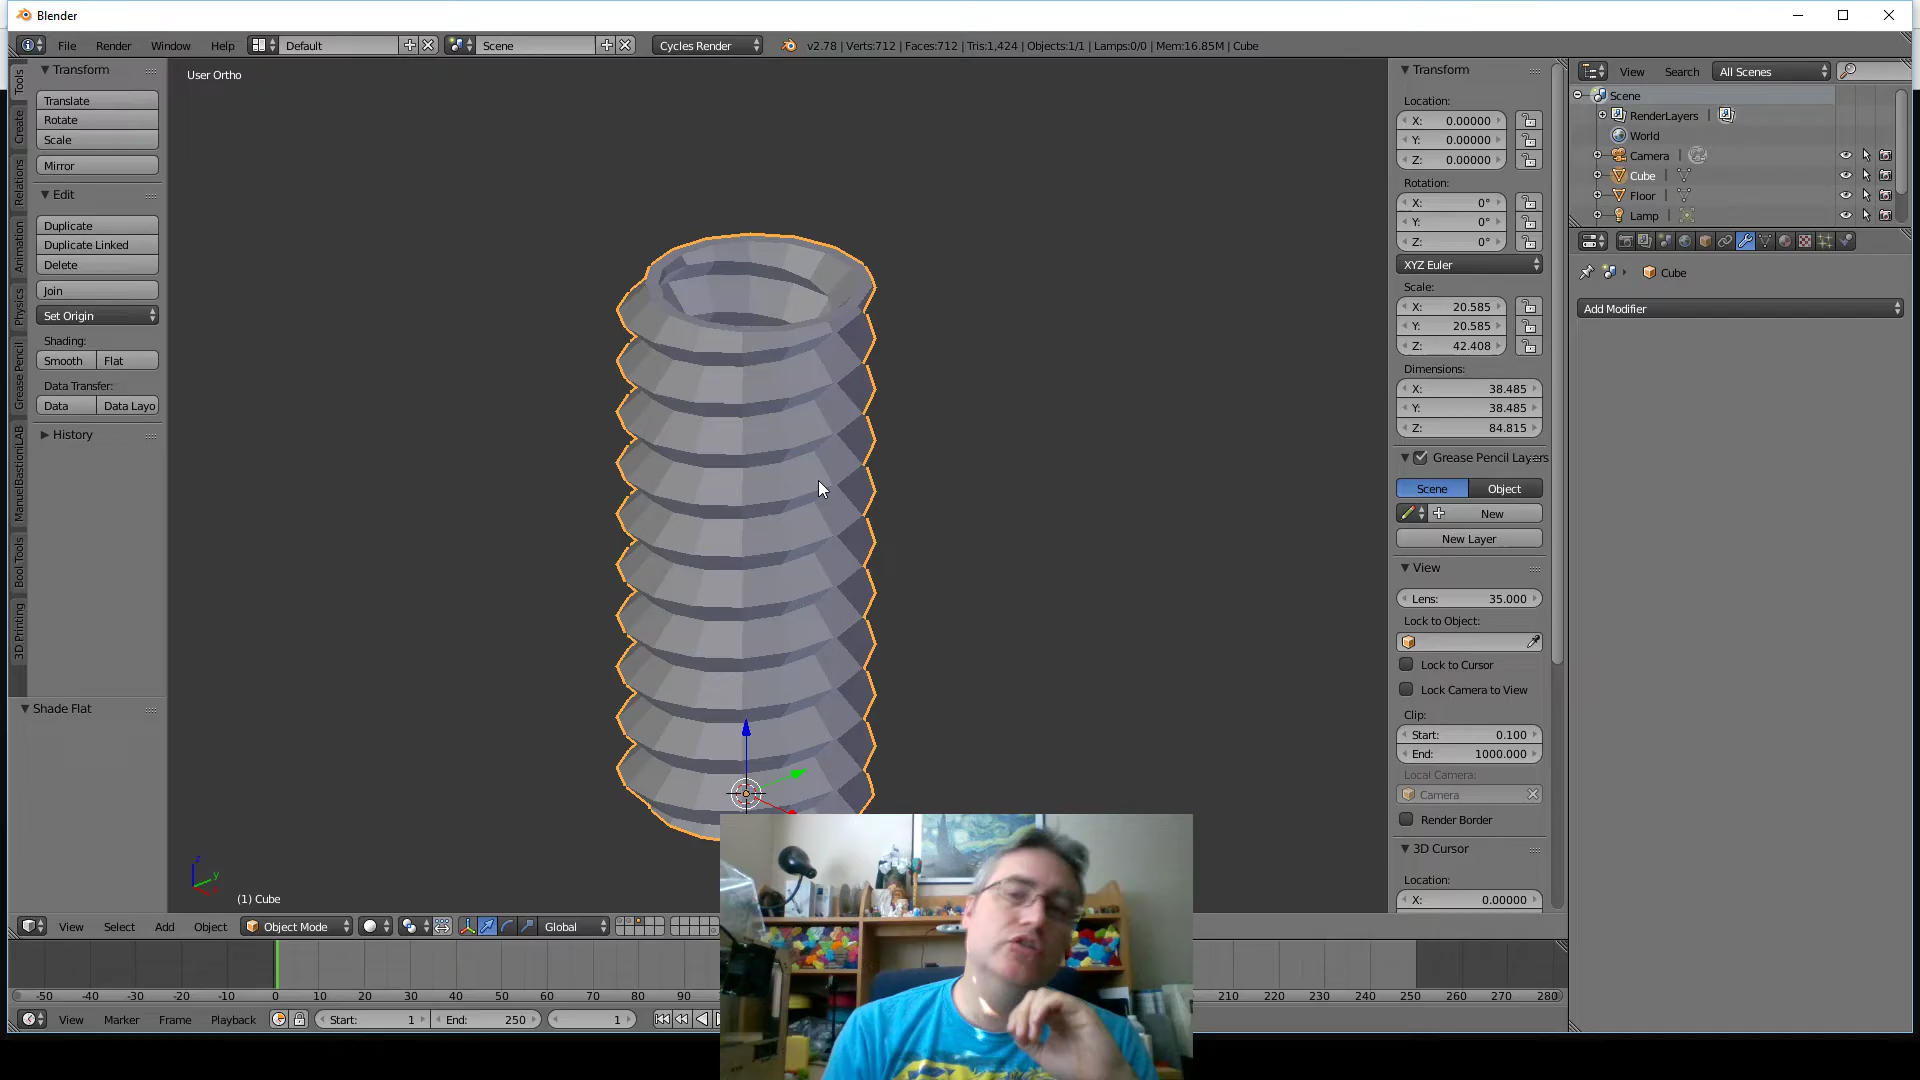 Blender
File Render Window Help Default Scene Cycles Render v2.78 | Verts:712 | Faces:712 | Tris:1,424 | Objects:1/1 | Lamps:0/0 | Mem:16.85M | Cube
Tools
Create
Relations
Animation
Physics
Grease Pencil
ManuelBastioniLAB
Bool Tools
3D Printing
Transform
Translate
Rotate
Scale
Mirror
Edit
Duplicate
Duplicate Linked
Delete
Join
Set Origin
Shading:
Smooth Flat
Data Transfer:
Data Data Layo
History
Shade Flat
User Ortho
z
y
(1) Cube
Transform
Location:
X: 0.00000
Y: 0.00000
Z: 0.00000
Rotation:
X: 0°
Y: 0°
Z: 0°
XYZ Euler
Scale:
X: 20.585
Y: 20.585
Z: 42.408
Dimensions:
X: 38.485
Y: 38.485
Z: 84.815
Grease Pencil Layers
Scene Object
New
New Layer
View
Lens: 35.000
Lock to Object:
Lock to Cursor
Lock Camera to View
Clip:
Start: 0.100
End: 1000.000
Local Camera:
Camera
Render Border
3D Cursor
Location:
X: 0.00000
View Search All Scenes
Scene
RenderLayers |
World
Camera |
Cube |
Floor |
Lamp |
Cube
Add Modifier
View Select Add Object Object Mode Global
-50 -40 -30 -20 -10 0 10 20 30 40 50 60 70 80 90 210 220 230 240 250 260 270 280
View Marker Frame Playback Start: 1 End: 250 1